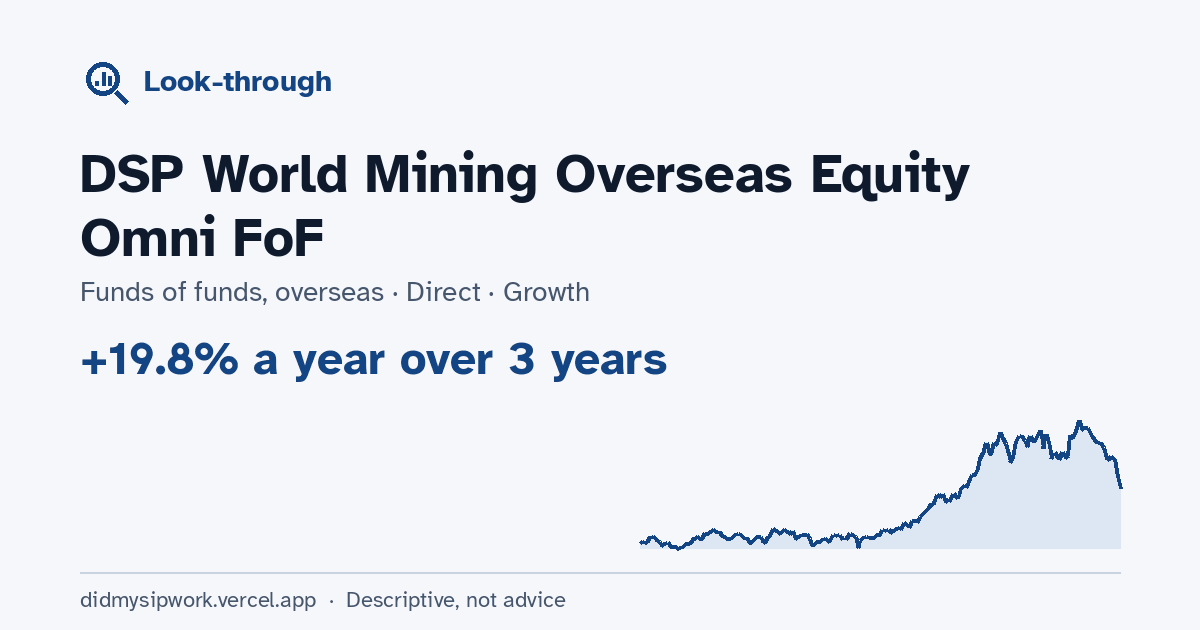 Look-through
DSP World Mining Overseas Equity
Omni FoF
Funds of funds, overseas · Direct · Growth
+19.8% a year over 3 years
didmysipwork.vercel.app · Descriptive, not advice